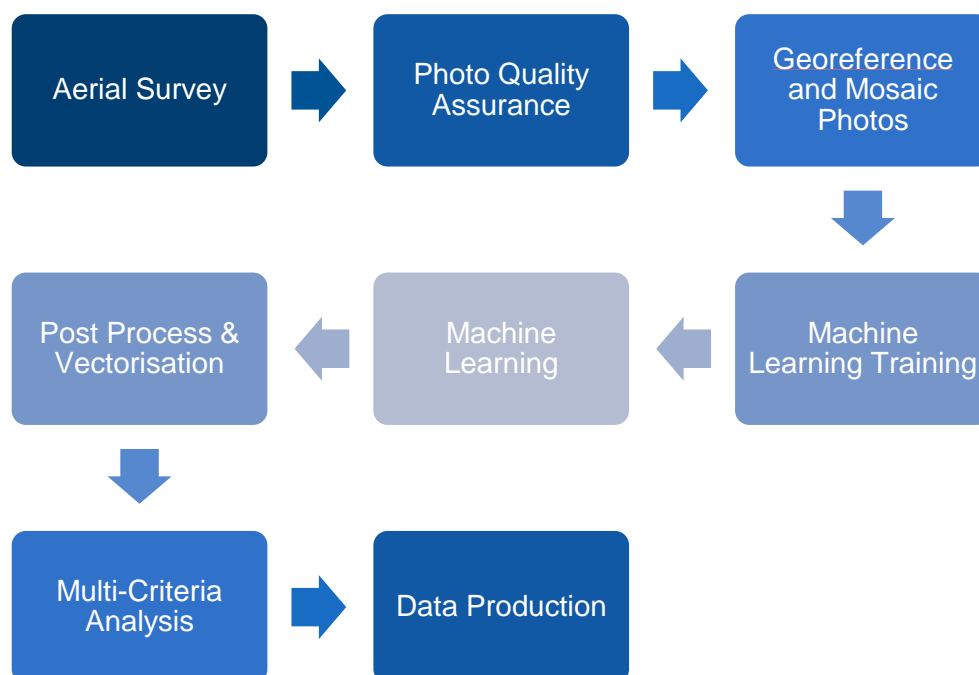 Aerial Survey
Photo Quality
Assurance
Georeference
and Mosaic
Photos
Machine
Learning Training
Machine
Learning
Post Process &
Vectorisation
Multi-Criteria
Analysis
Data Production